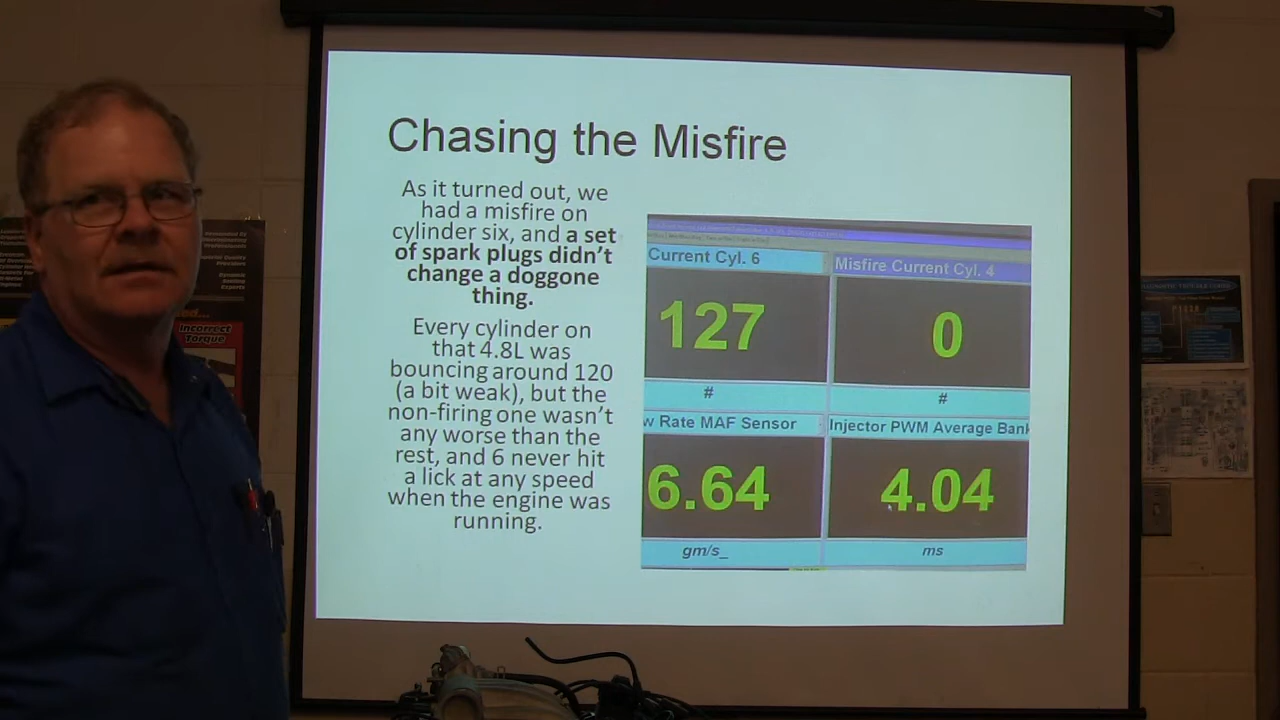 Chasing the Misfire
As it turned out, we
had a misfire on
cylinder six, and a set
of spark plugs didn't
change a doggone
thing.
Every cylinder on
that 4.8L was
bouncing around 120
(a bit weak), but the
non-firing one wasn't
any worse than the
rest, and 6 never hit
a lick at any speed
when the engine was
running.
Current Cyl. 6
Misfire Current Cyl. 4
127
0
#
#
w Rate MAF Sensor
Injector PWM Average Bank
6.64
4.04
gm/s_
ms
Incorrect
Torque